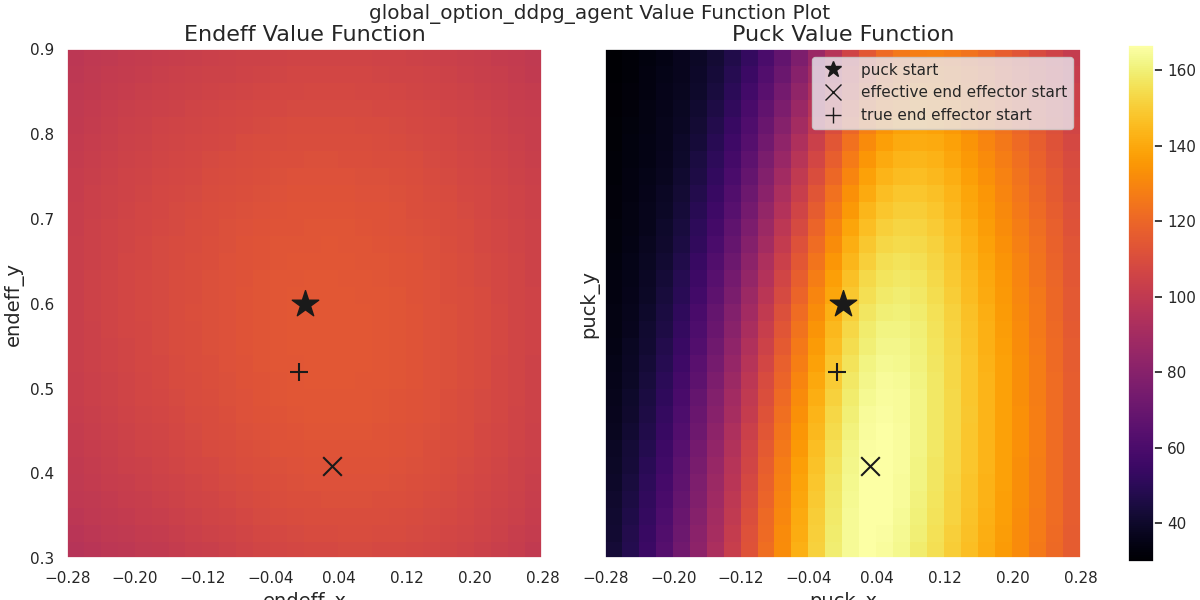 global_option_ddpg_agent Value Function Plot
Endeff Value Function
Puck Value Function
0.9
0.8
0.7
0.6
0.5
0.4
0.3
endeff_y
−0.28 −0.20 −0.12 −0.04 0.04 0.12 0.20 0.28
endeff_x
puck start
effective end effector start
true end effector start
puck_y
−0.28 −0.20 −0.12 −0.04 0.04 0.12 0.20 0.28
puck_x
160
140
120
100
80
60
40